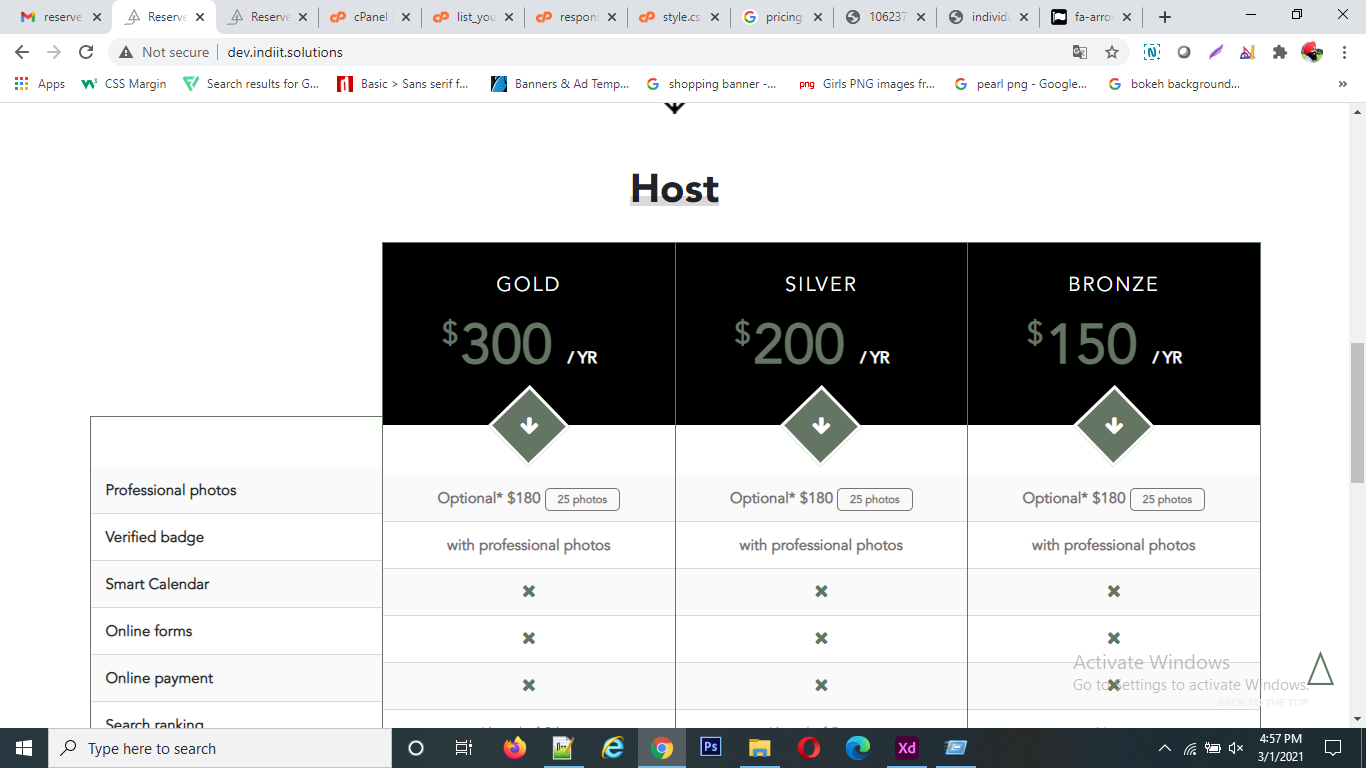 reserve
Reserve
Reserve
cPanel
list_you
respons
style.cs
pricing
106237
individu
fa-arro
Not secure
dev.indiit.solutions
Apps
CSS Margin
Search results for G...
Basic > Sans serif f...
Banners & Ad Temp...
shopping banner -...
png
Girls PNG images fr...
pearl png - Google...
bokeh background...
»
Host
GOLD
SILVER
BRONZE
$300 / YR
$200 / YR
$150 / YR
Professional photos
Optional* $180 25 photos
Optional* $180 25 photos
Optional* $180 25 photos
Verified badge
with professional photos
with professional photos
with professional photos
Smart Calendar
Online forms
Online payment
Search ranking
Activate Windows
Go to Settings to activate Windows.
BACK TO THE TOP
Type here to search
Ps
Xd
4:57 PM
3/1/2021